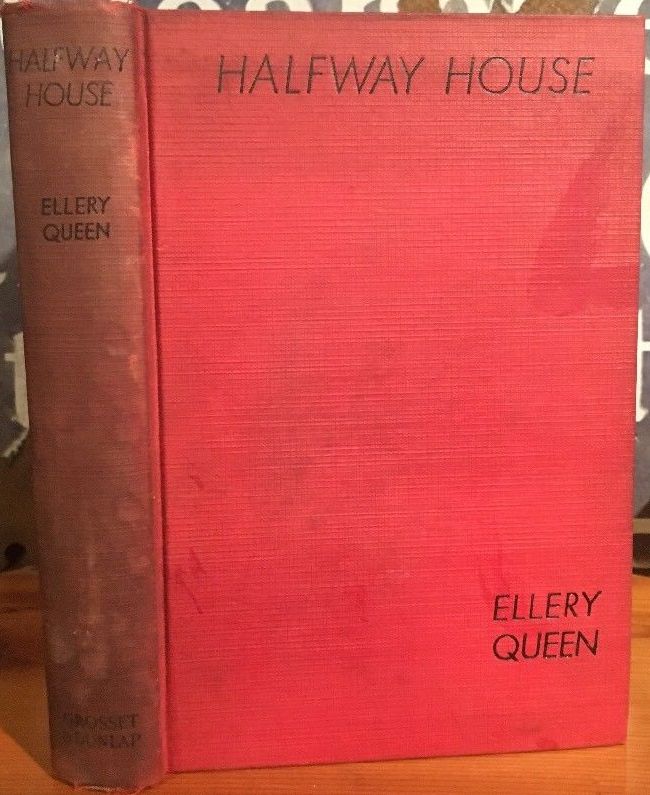 HALFWAY
HOUSE
ELLERY
QUEEN
GROSSET
& DUNLAP
HALFWAY HOUSE
ELLERY
QUEEN